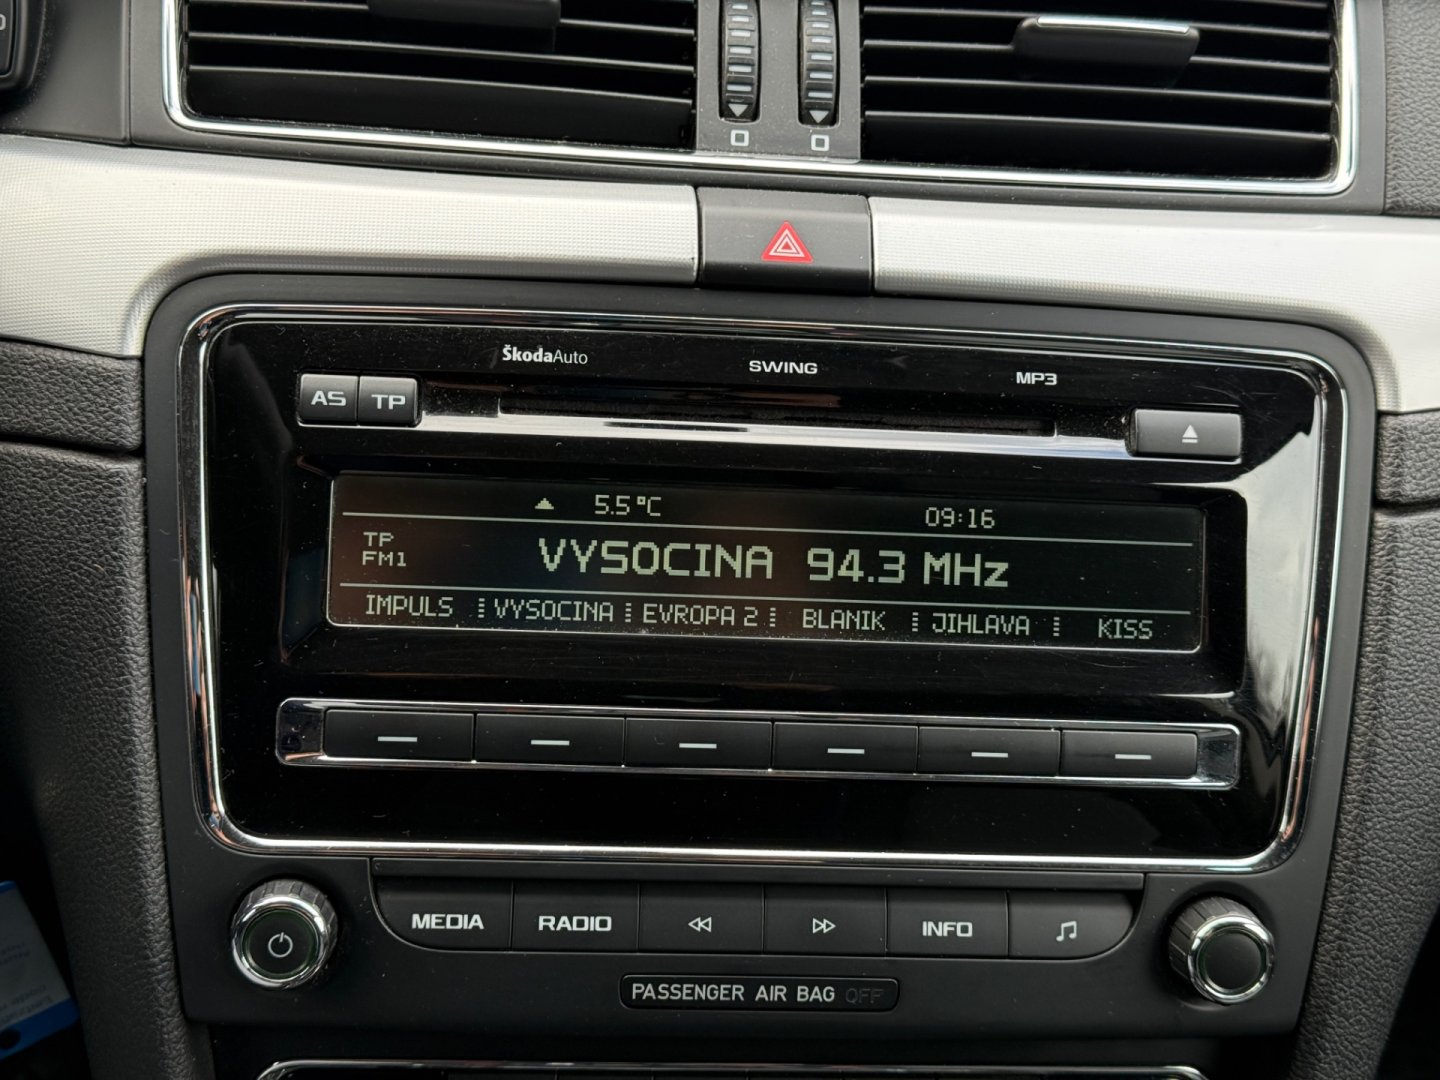 ŠkodaAuto
SWING
MP3
AS TP
5.5°C 09:16
TP
FM1
VYSOCINA 94.3 MHz
IMPULS VYSOCINA EVROPA 2 BLANIK JIHLAVA KISS
MEDIA RADIO INFO
PASSENGER AIR BAG OFF